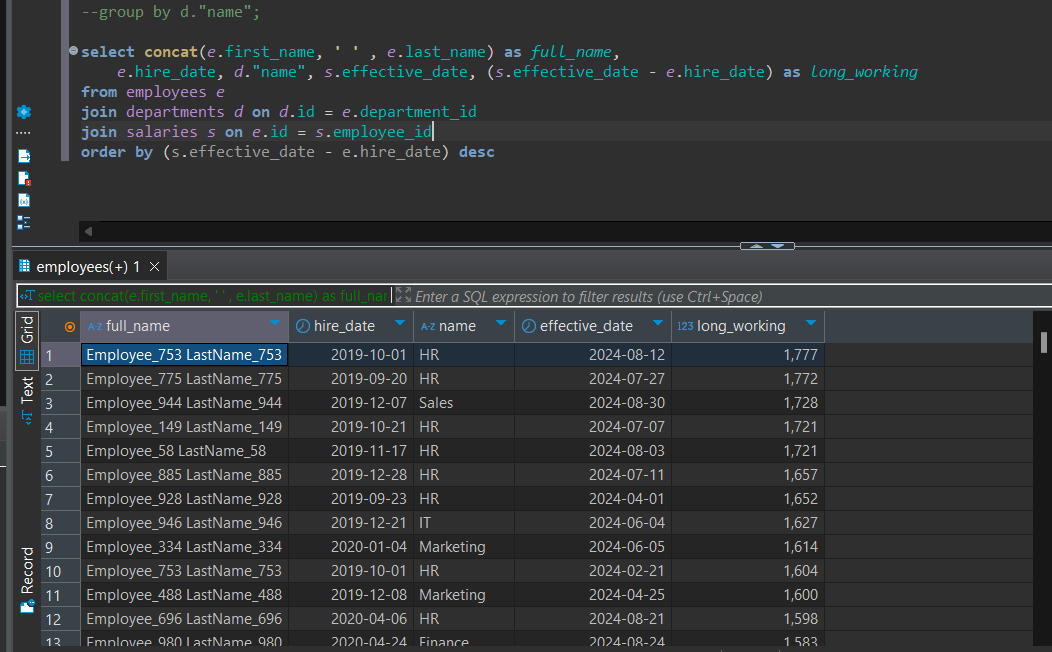 --group by d."name";
select concat(e.first_name, ' ' , e.last_name) as full_name,
e.hire_date, d."name", s.effective_date, (s.effective_date - e.hire_date) as long_working
from employees e
join departments d on d.id = e.department_id
join salaries s on e.id = s.employee_id
order by (s.effective_date - e.hire_date) desc
employees(+) 1
select concat(e.first_name, ' ' , e.last_name) as full_nar
Enter a SQL expression to filter results (use Ctrl+Space)
Grid
Text
Record
A-Z full_name hire_date A-Z name effective_date 123 long_working
1 Employee_753 LastName_753 2019-10-01 HR 2024-08-12 1,777
2 Employee_775 LastName_775 2019-09-20 HR 2024-07-27 1,772
3 Employee_944 LastName_944 2019-12-07 Sales 2024-08-30 1,728
4 Employee_149 LastName_149 2019-10-21 HR 2024-07-07 1,721
5 Employee_58 LastName_58 2019-11-17 HR 2024-08-03 1,721
6 Employee_885 LastName_885 2019-12-28 HR 2024-07-11 1,657
7 Employee_928 LastName_928 2019-09-23 HR 2024-04-01 1,652
8 Employee_946 LastName_946 2019-12-21 IT 2024-06-04 1,627
9 Employee_334 LastName_334 2020-01-04 Marketing 2024-06-05 1,614
10 Employee_753 LastName_753 2019-10-01 HR 2024-02-21 1,604
11 Employee_488 LastName_488 2019-12-08 Marketing 2024-04-25 1,600
12 Employee_696 LastName_696 2020-04-06 HR 2024-08-21 1,598
13 Employee_980 LastName_980 2020-04-24 Finance 2024-08-24 1,583